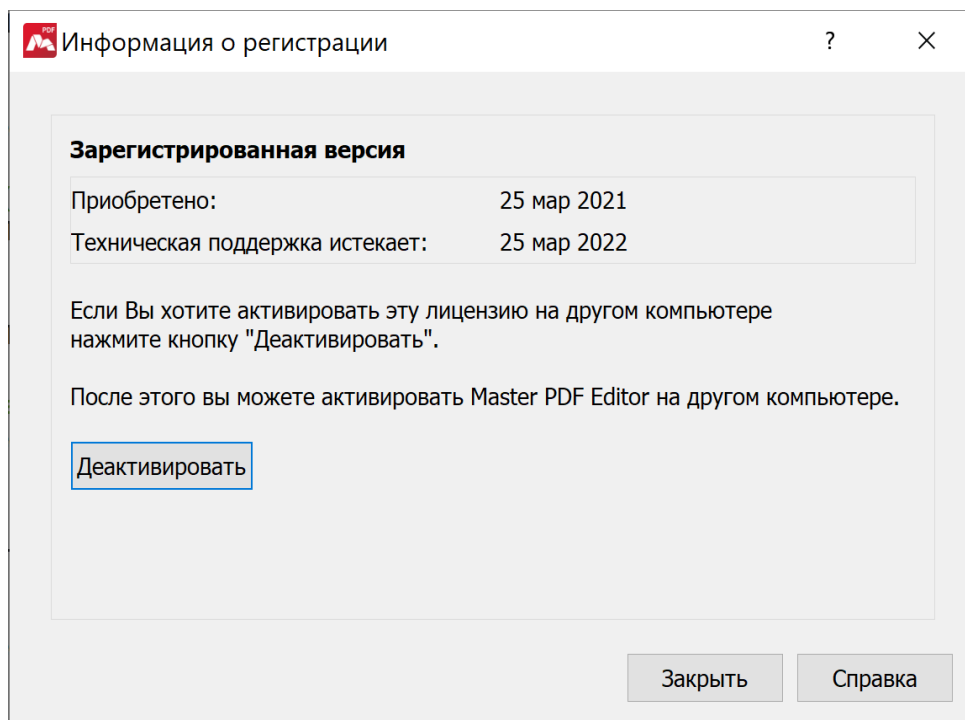 PDF
Информация о регистрации
?
Зарегистрированная версия
Приобретено: 25 мар 2021
Техническая поддержка истекает: 25 мар 2022
Если Вы хотите активировать эту лицензию на другом компьютере
нажмите кнопку "Деактивировать".
После этого вы можете активировать Master PDF Editor на другом компьютере.
Деактивировать
Закрыть Справка